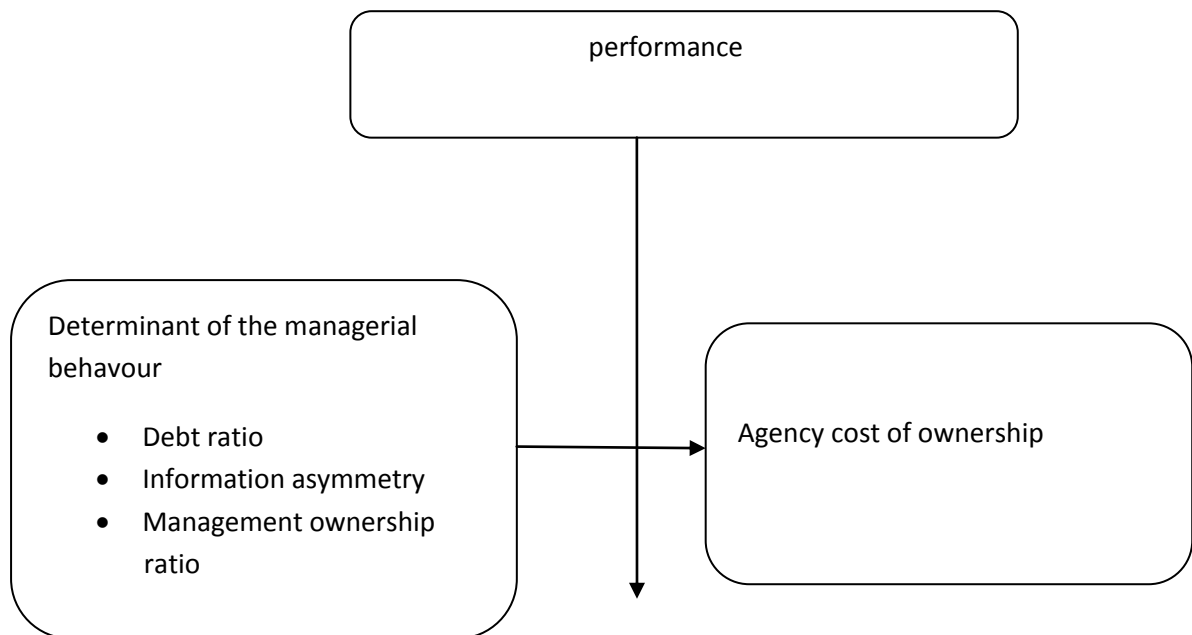 performance
Determinant of the managerial
behavour
• Debt ratio
• Information asymmetry
• Management ownership
ratio
Agency cost of ownership